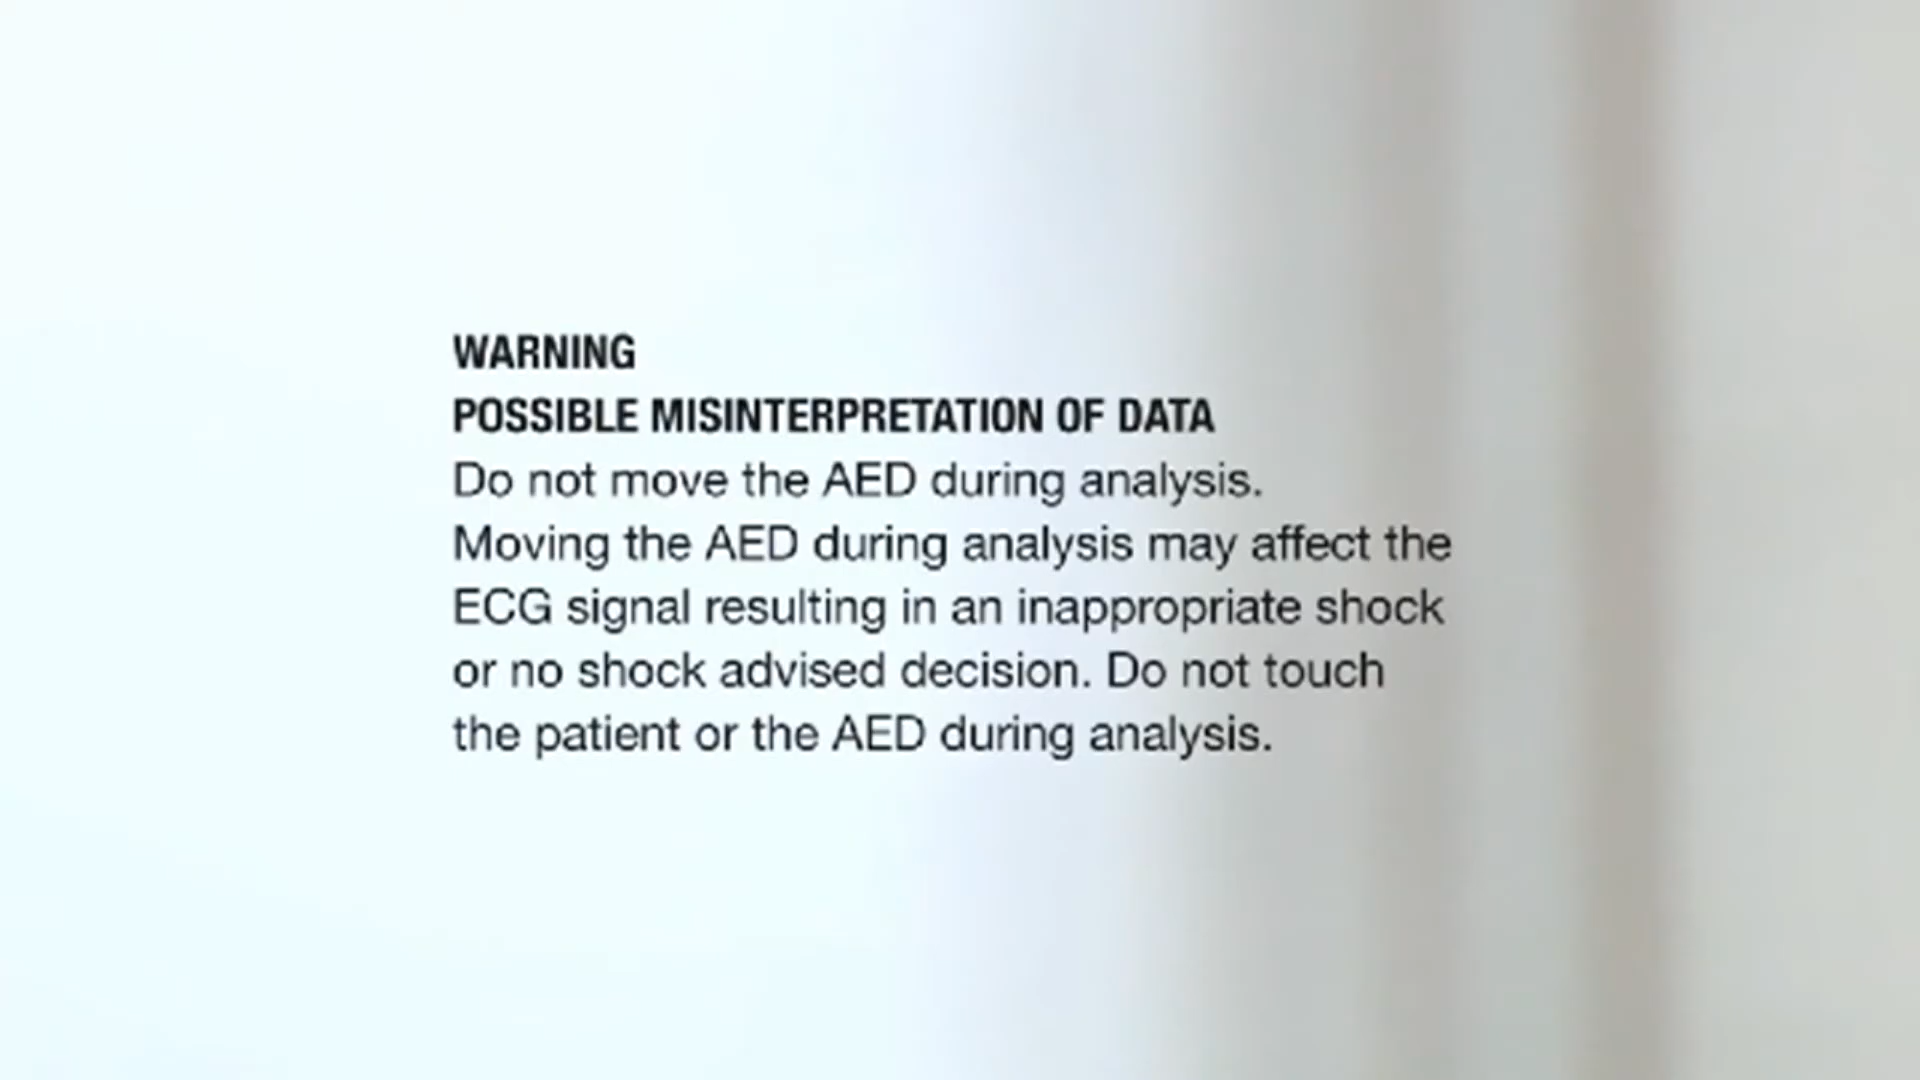 WARNING
POSSIBLE MISINTERPRETATION OF DATA
Do not move the AED during analysis.
Moving the AED during analysis may affect the
ECG signal resulting in an inappropriate shock
or no shock advised decision. Do not touch
the patient or the AED during analysis.